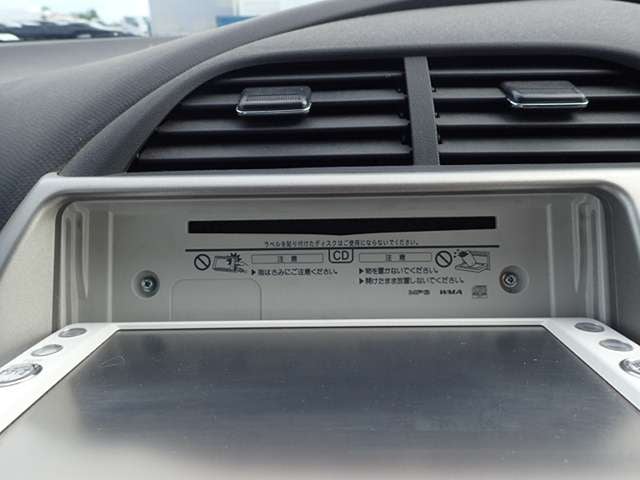 ラベルを貼り付けたディスクはご使用にならないでください。
注意 CD 注意
▶指はさみにご注意ください。
▶物を置かないでください。
▶開けたまま放置しないでください。
MP3 WMA